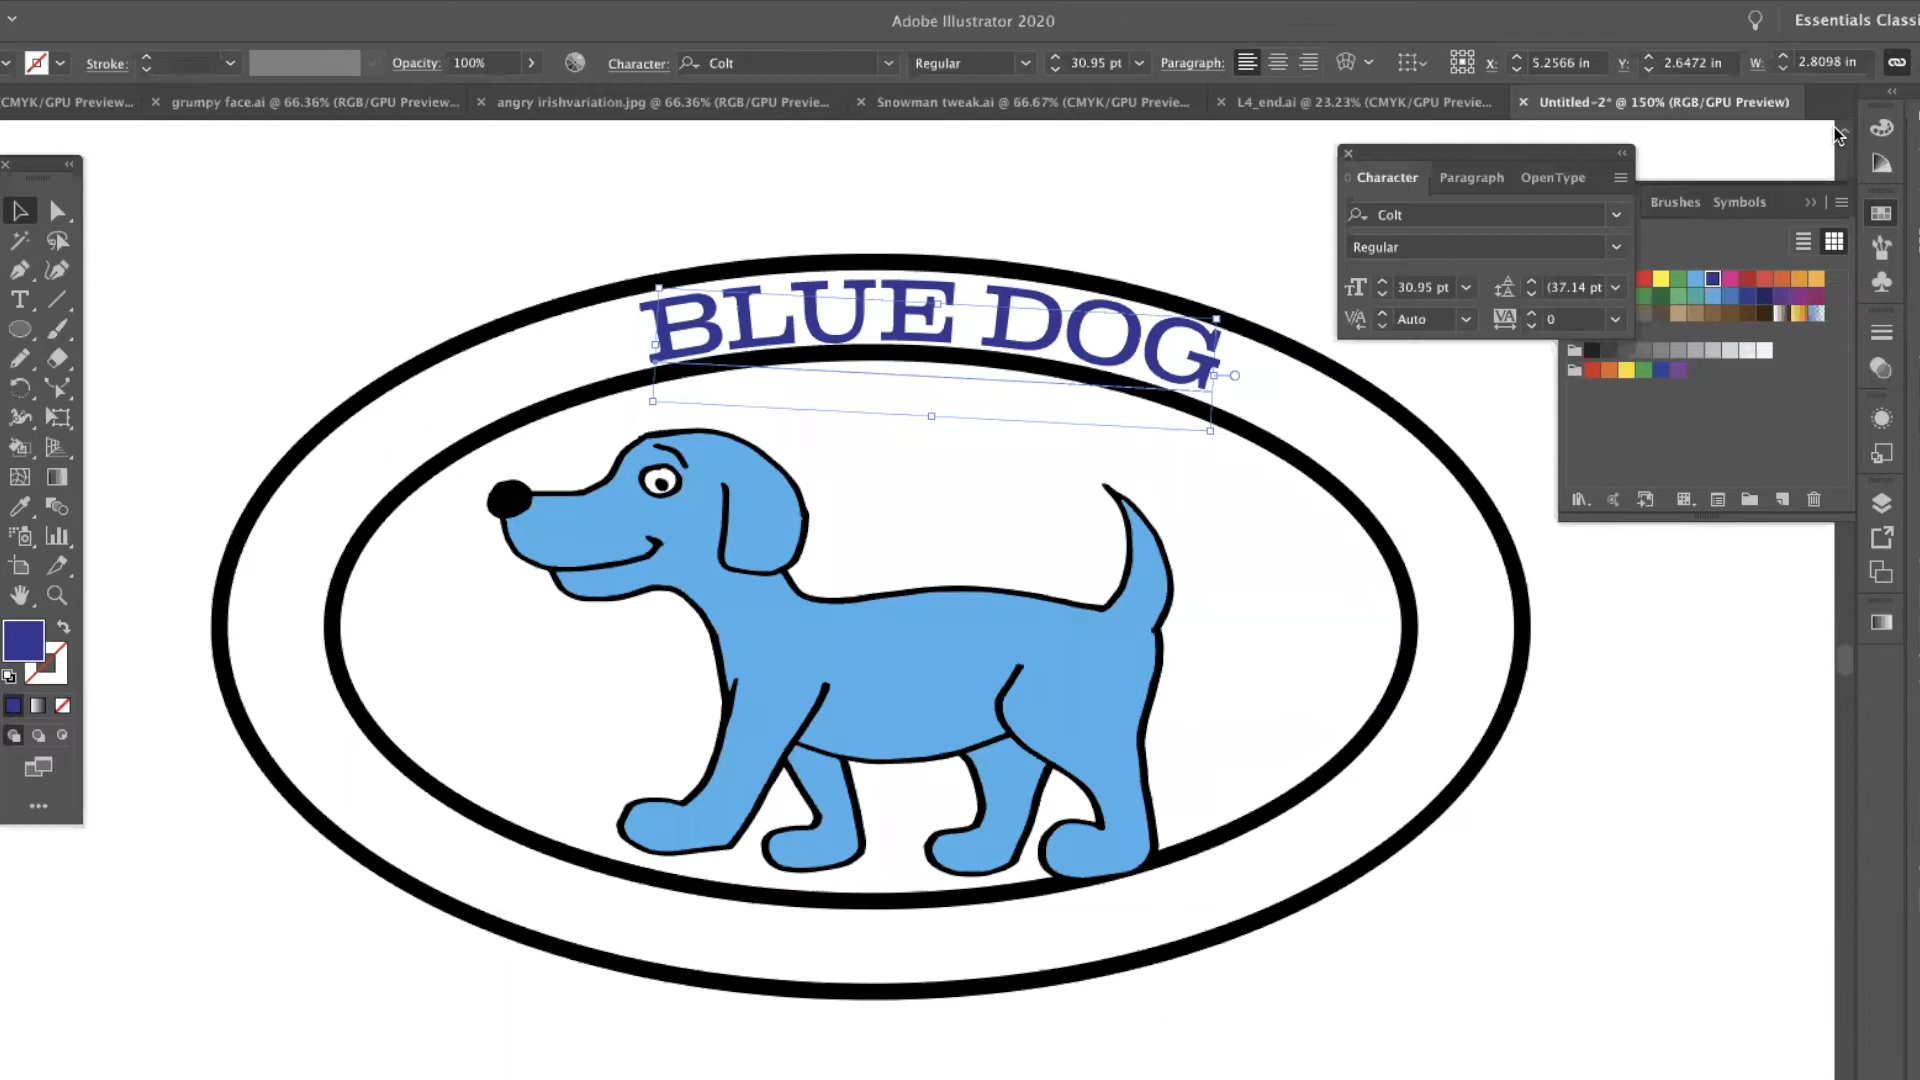 Adobe Illustrator 2020
Essentials Classi
Stroke: Opacity: 100% Character: Colt Regular 30.95 pt Paragraph: X: 5.2566 in Y: 2.6472 in W: 2.8098 in
CMYK/GPU Preview... × grumpy face.ai @ 66.36% (RGB/GPU Preview... × angry irishvariation.jpg @ 66.36% (RGB/GPU Previe... × Snowman tweak.ai @ 66.67% (CMYK/GPU Previe... × L4_end.ai @ 23.23% (CMYK/GPU Previe... × Untitled-2* @ 150% (RGB/GPU Preview)
Character Paragraph OpenType
Brushes Symbols
Colt
Regular
30.95 pt (37.14 pt
Auto 0
BLUE DOG